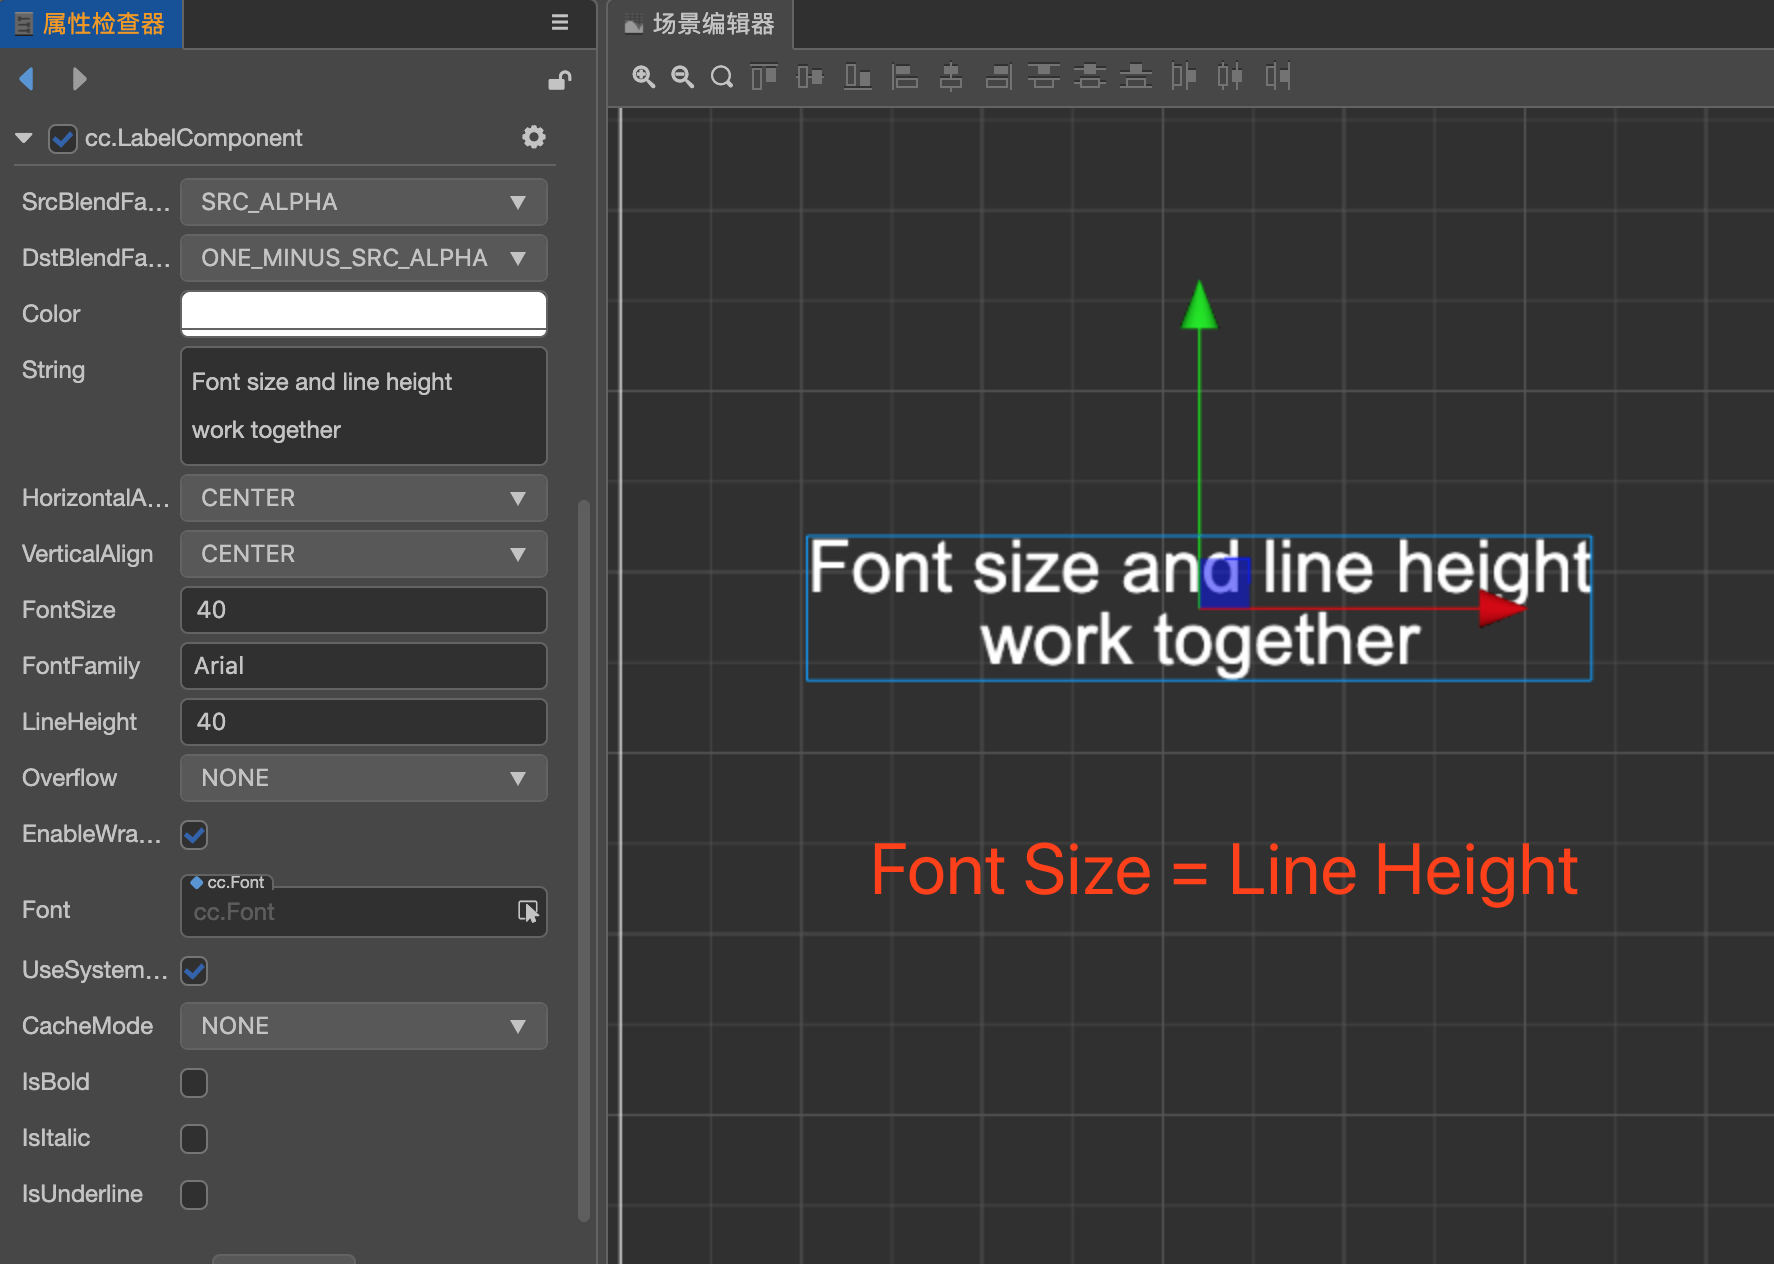 属性检查器
cc.LabelComponent
SrcBlendFa...
SRC_ALPHA
DstBlendFa...
ONE_MINUS_SRC_ALPHA
Color
String
Font size and line height
work together
HorizontalA...
CENTER
VerticalAlign
CENTER
FontSize
40
FontFamily
Arial
LineHeight
40
Overflow
NONE
EnableWra...
cc.Font
Font
cc.Font
UseSystem...
CacheMode
NONE
IsBold
IsItalic
IsUnderline
场景编辑器
Font size and line height
work together
Font Size = Line Height